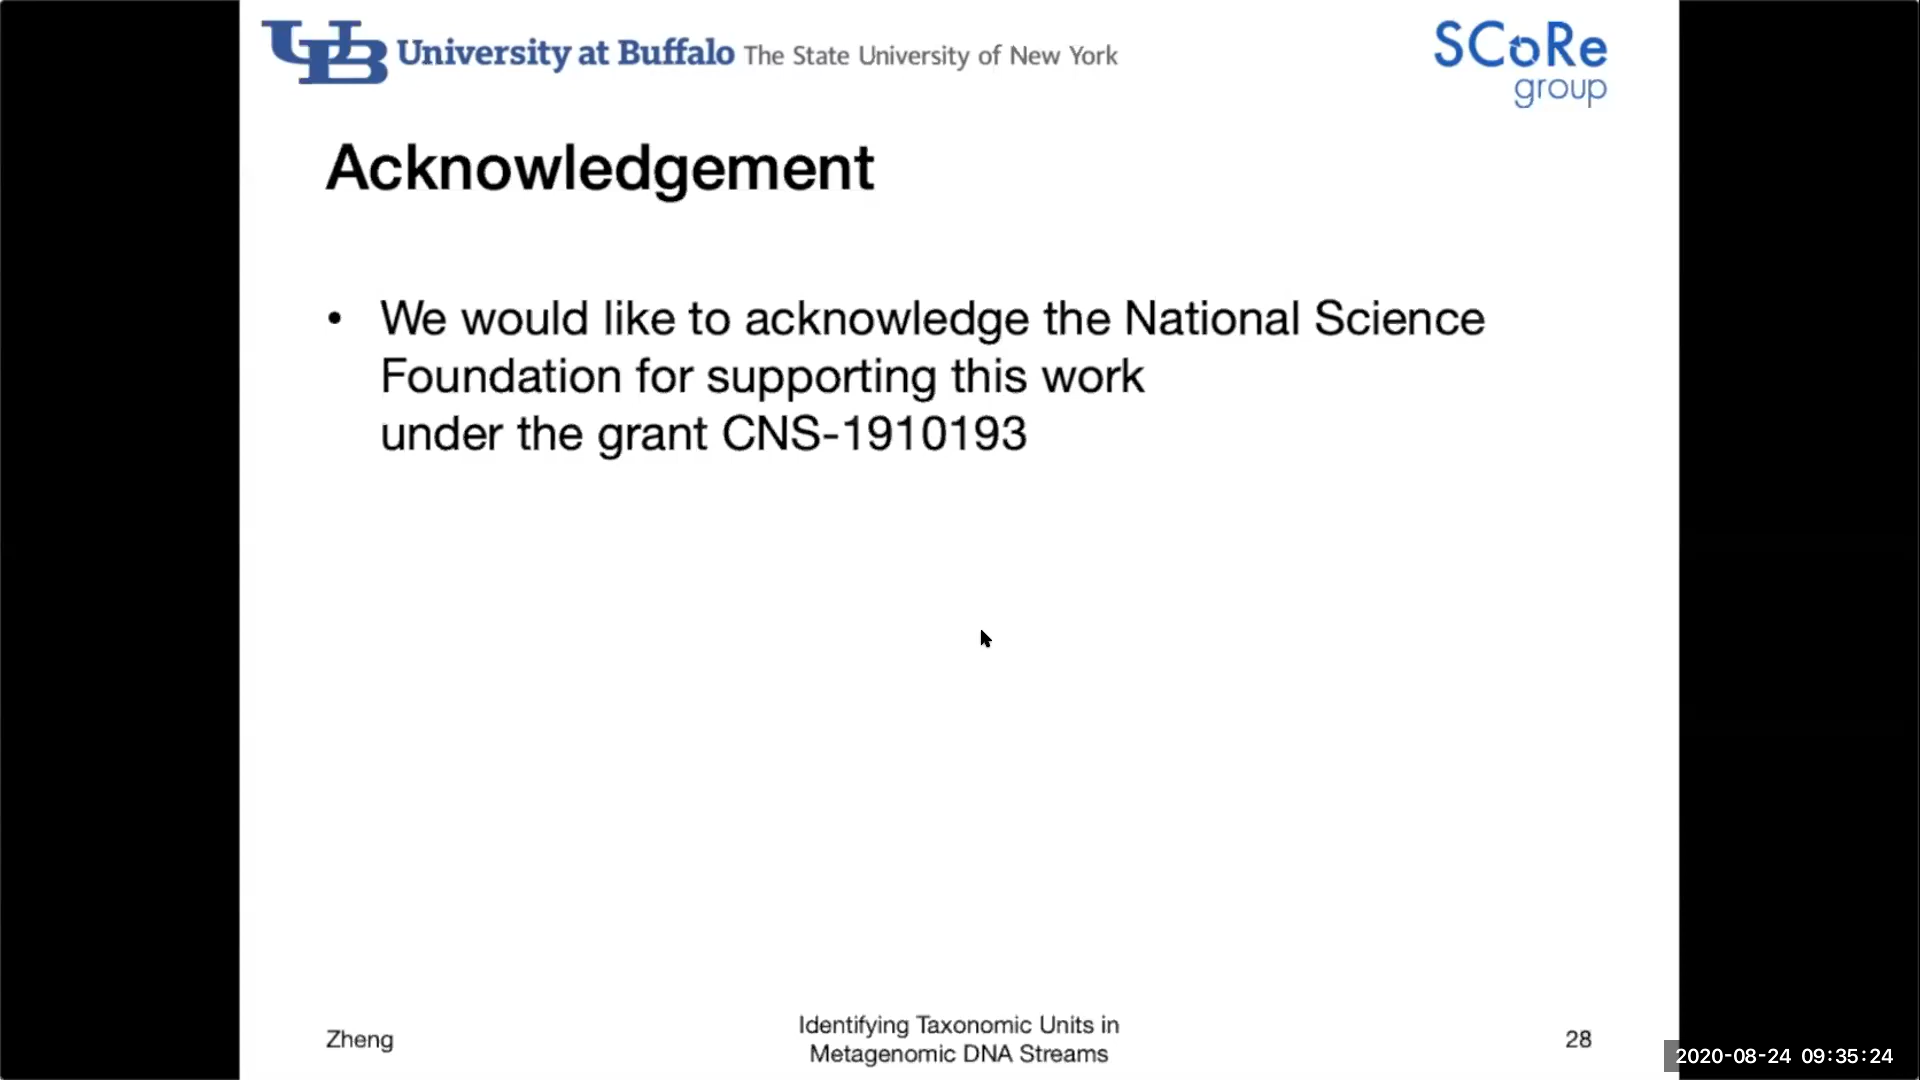 UB University at Buffalo The State University of New York
SCoRe
group
Acknowledgement
• We would like to acknowledge the National Science
Foundation for supporting this work
under the grant CNS-1910193
Zheng
Identifying Taxonomic Units in
Metagenomic DNA Streams
28
2020-08-24 09:35:24